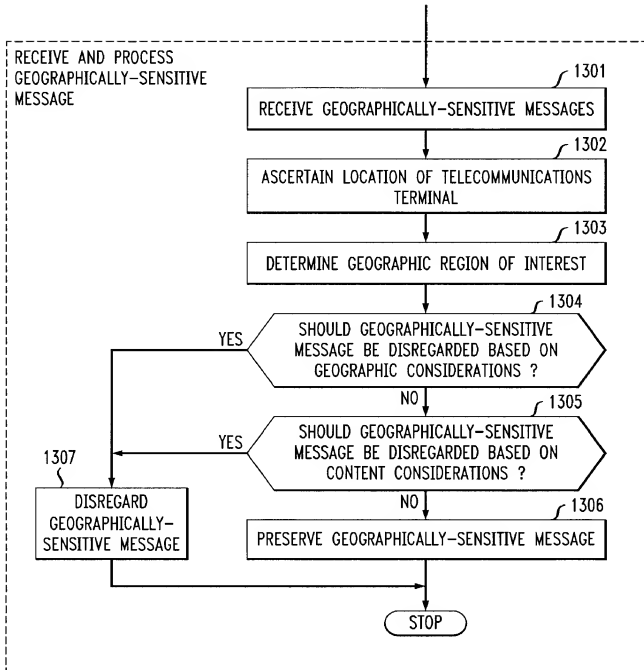 RECEIVE AND PROCESS
GEOGRAPHICALLY-SENSITIVE
MESSAGE
1301
RECEIVE GEOGRAPHICALLY-SENSITIVE MESSAGES
1302
ASCERTAIN LOCATION OF TELECOMMUNICATIONS
TERMINAL
1303
DETERMINE GEOGRAPHIC REGION OF INTEREST
1304
SHOULD GEOGRAPHICALLY-SENSITIVE
MESSAGE BE DISREGARDED BASED ON
GEOGRAPHIC CONSIDERATIONS ?
YES
NO
1305
SHOULD GEOGRAPHICALLY-SENSITIVE
MESSAGE BE DISREGARDED BASED ON
CONTENT CONSIDERATIONS ?
YES
NO
1307
DISREGARD
GEOGRAPHICALLY-
SENSITIVE MESSAGE
1306
PRESERVE GEOGRAPHICALLY-SENSITIVE MESSAGE
STOP